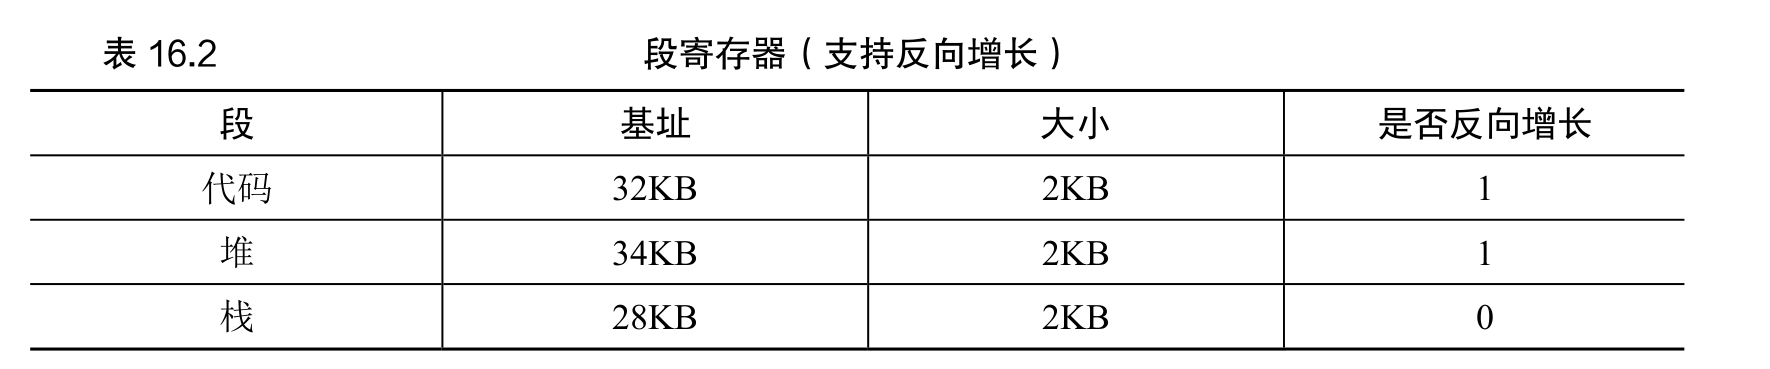 表 16.2 段寄存器（支持反向增长）
段 基址 大小 是否反向增长
代码 32KB 2KB 1
堆 34KB 2KB 1
栈 28KB 2KB 0